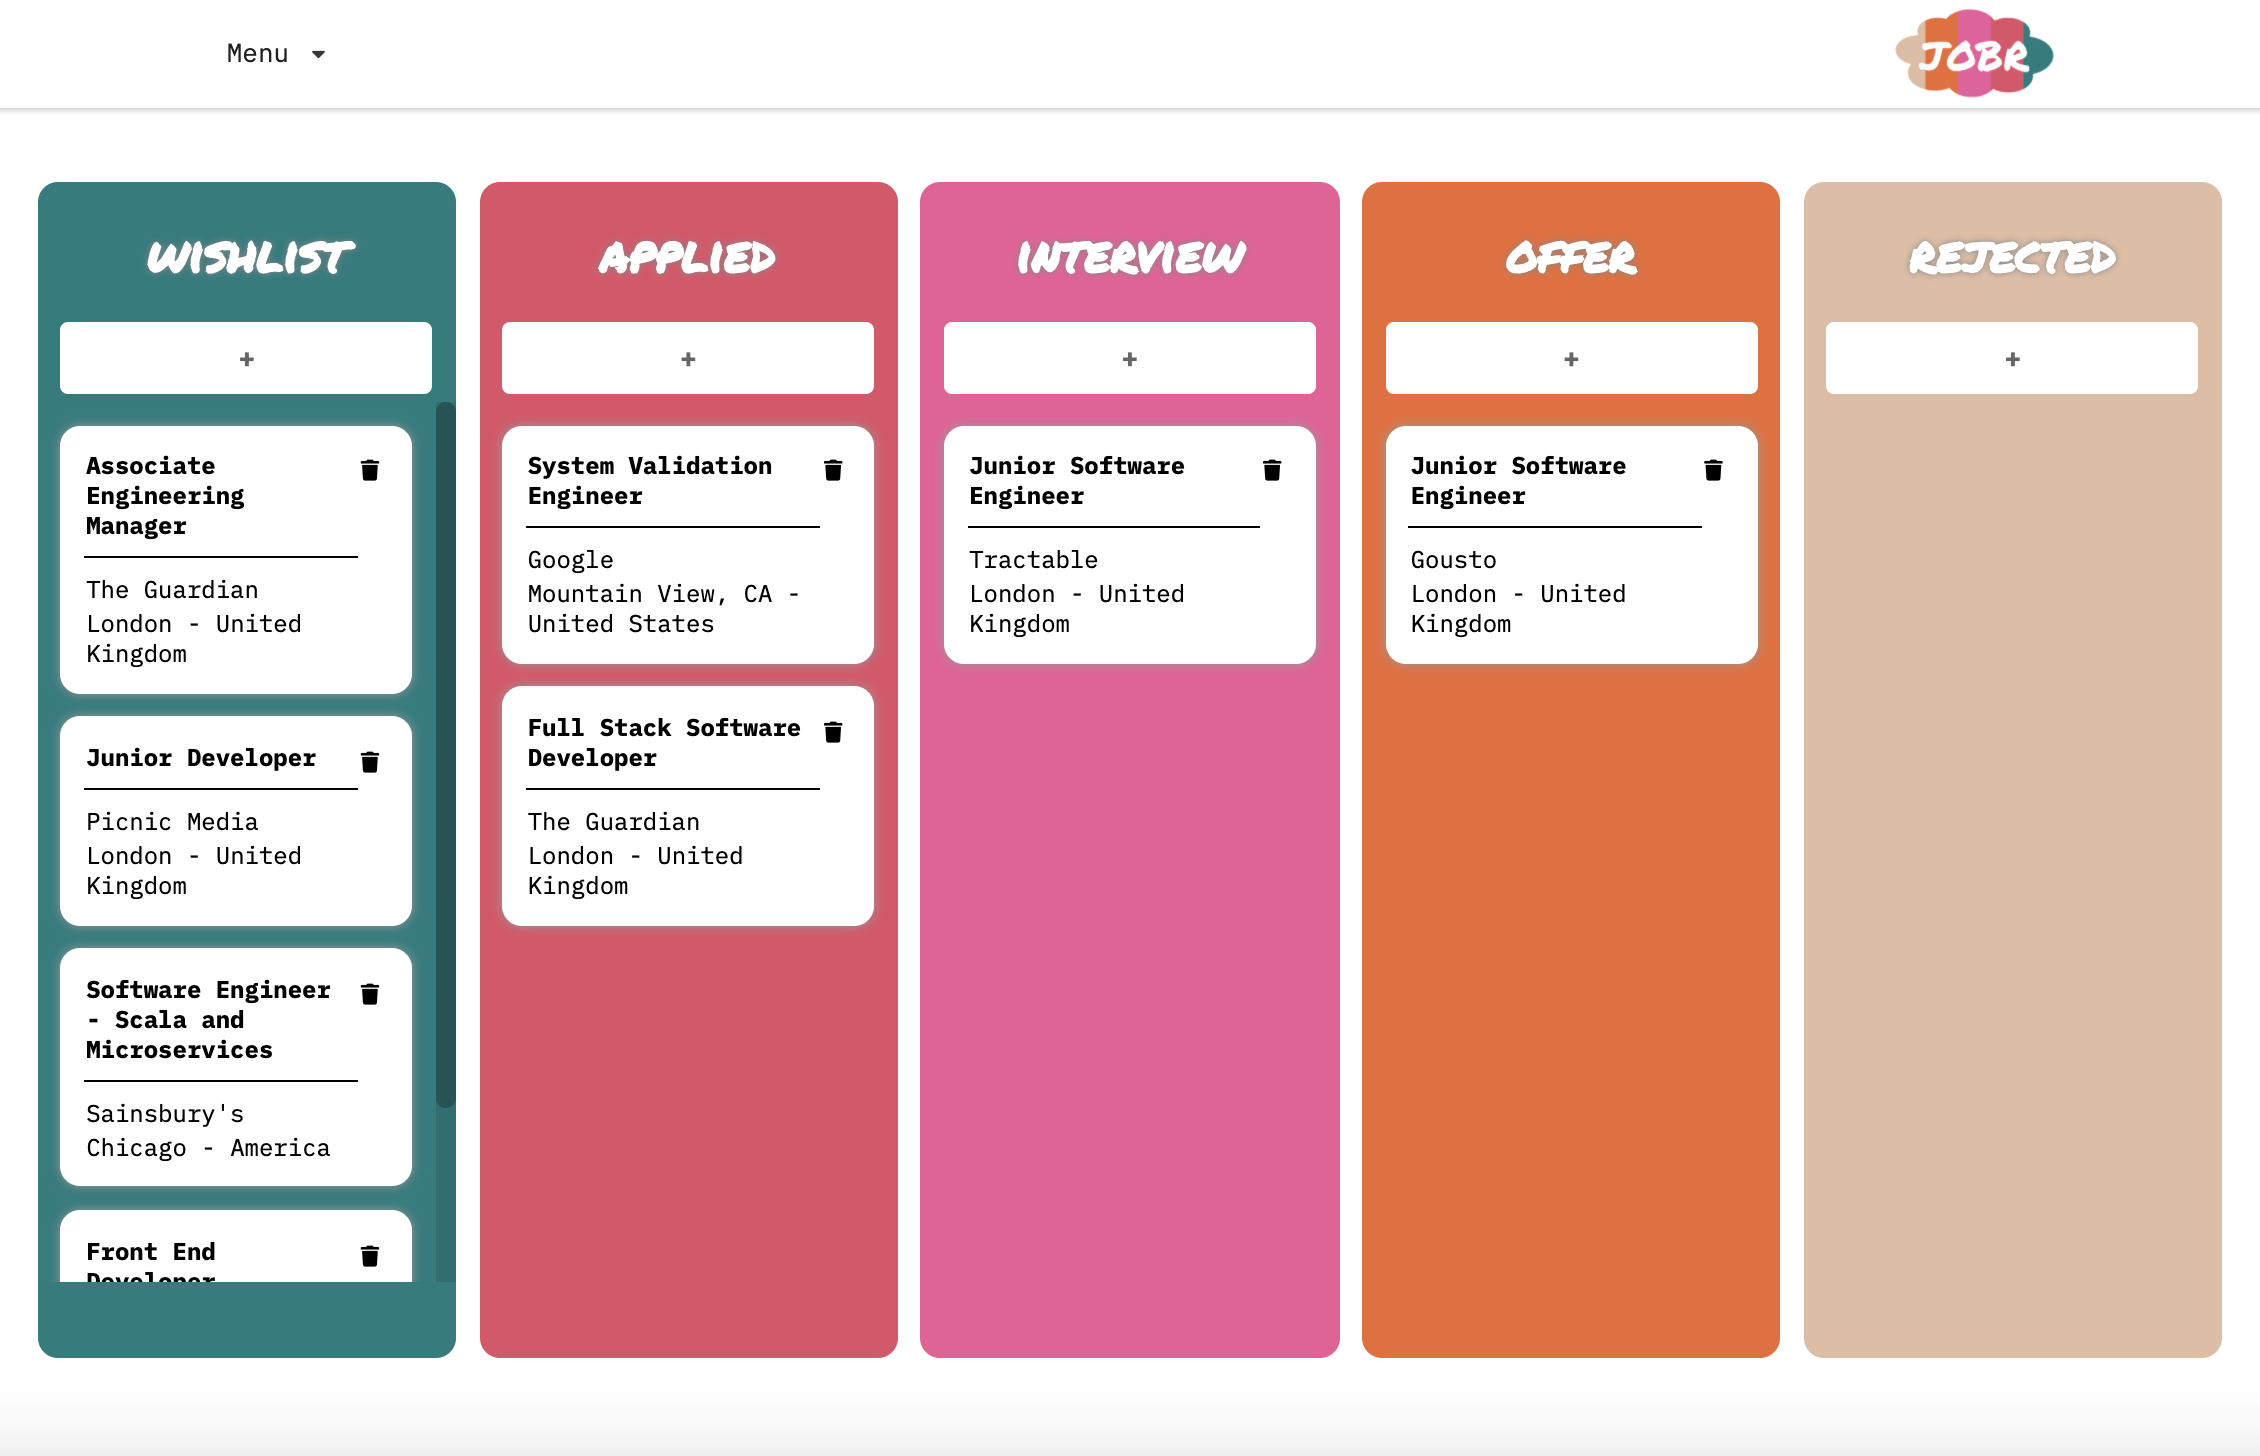 Menu
JOBR
WISHLIST
+
Associate
Engineering
Manager
The Guardian
London - United
Kingdom
Junior Developer
Picnic Media
London - United
Kingdom
Software Engineer
- Scala and
Microservices
Sainsbury's
Chicago - America
Front End
Developer
APPLIED
+
System Validation
Engineer
Google
Mountain View, CA -
United States
Full Stack Software
Developer
The Guardian
London - United
Kingdom
INTERVIEW
+
Junior Software
Engineer
Tractable
London - United
Kingdom
OFFER
+
Junior Software
Engineer
Gousto
London - United
Kingdom
REJECTED
+